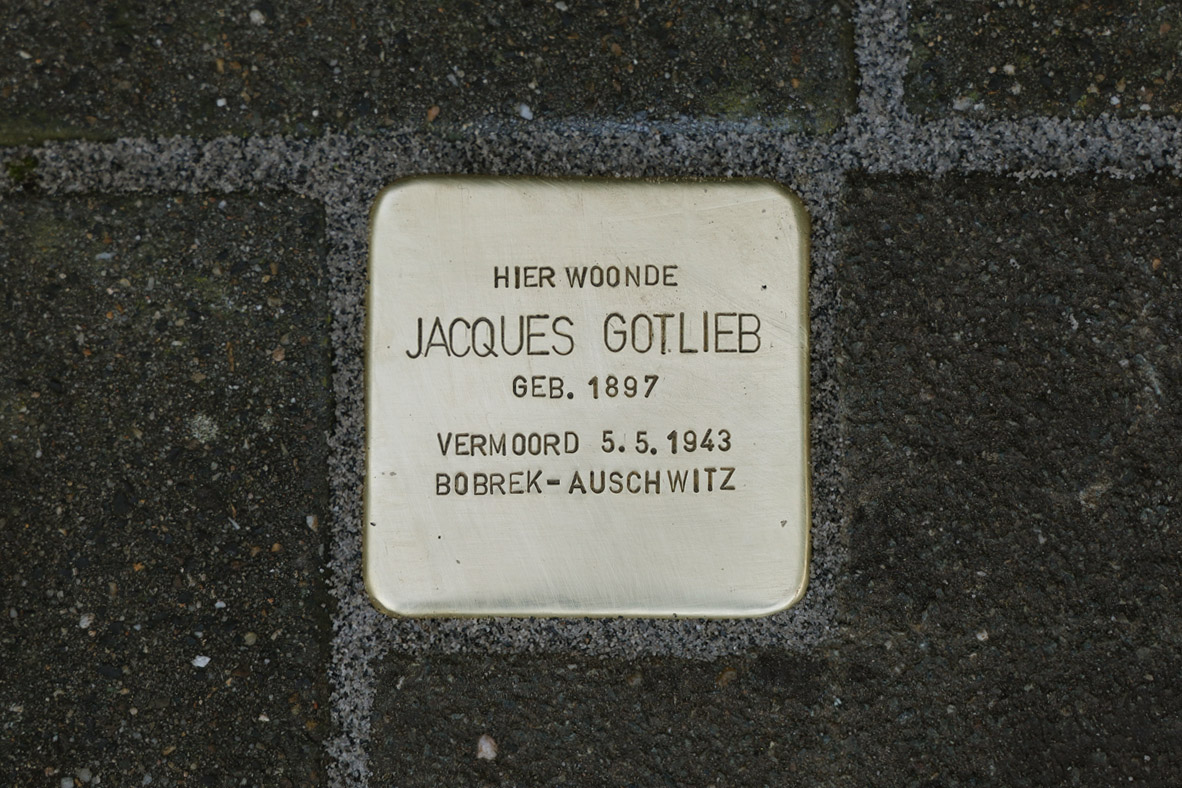 HIER WOONDE
JACQUES GOTLIEB
GEB. 1897
VERMOORD 5.5.1943
BOBREK-AUSCHWITZ